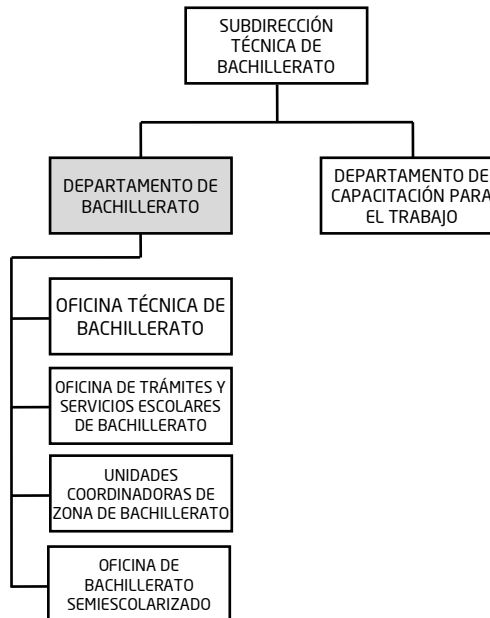 SUBDIRECCIÓN
TÉCNICA DE
BACHILLERATO
DEPARTAMENTO DE
BACHILLERATO
DEPARTAMENTO DE
CAPACITACIÓN PARA
EL TRABAJO
OFICINA TÉCNICA DE
BACHILLERATO
OFICINA DE TRÁMITES Y
SERVICIOS ESCOLARES
DE BACHILLERATO
UNIDADES
COORDINADORAS DE
ZONA DE BACHILLERATO
OFICINA DE
BACHILLERATO
SEMIESCOLARIZADO